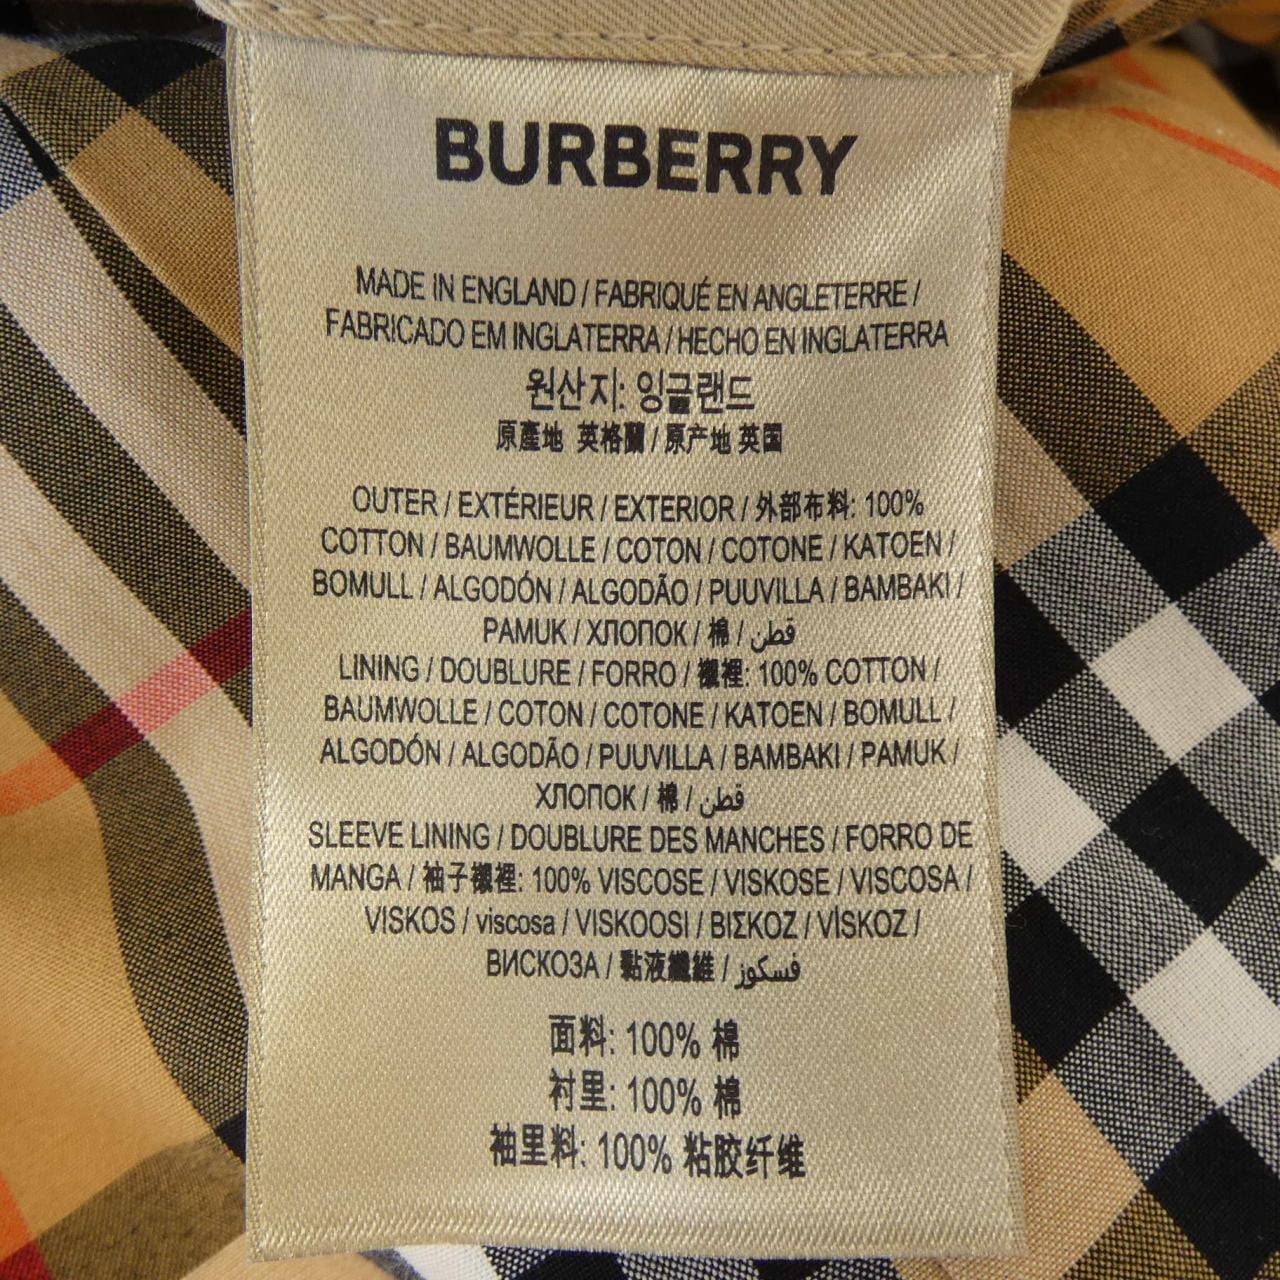 BURBERRY
MADE IN ENGLAND / FABRIQUÉ EN ANGLETERRE /
FABRICADO EM INGLATERRA / HECHO EN INGLATERRA
원산지: 잉글랜드
原產地 英格蘭 / 原产地 英国
OUTER / EXTÉRIEUR / EXTERIOR / 外部布料: 100%
COTTON / BAUMWOLLE / COTON / COTONE / KATOEN /
BOMULL / ALGODÓN / ALGODÃO / PUUVILLA / BAMBAKI /
PAMUK / ХЛОПОК / 棉 / قطن
LINING / DOUBLURE / FORRO / 襯裡: 100% COTTON /
BAUMWOLLE / COTON / COTONE / KATOEN / BOMULL /
ALGODÓN / ALGODÃO / PUUVILLA / BAMBAKI / PAMUK /
ХЛОПОК / 棉 / قطن
SLEEVE LINING / DOUBLURE DES MANCHES / FORRO DE
MANGA / 袖子襯裡: 100% VISCOSE / VISKOSE / VISCOSA /
VISKOS / viscosa / VISKOOSI / ΒΙΣΚΟΖ / VİSKOZ /
ВИСКОЗА / 黏液纖維 / فسكوز
面料: 100% 棉
衬里: 100% 棉
袖里料: 100% 粘胶纤维